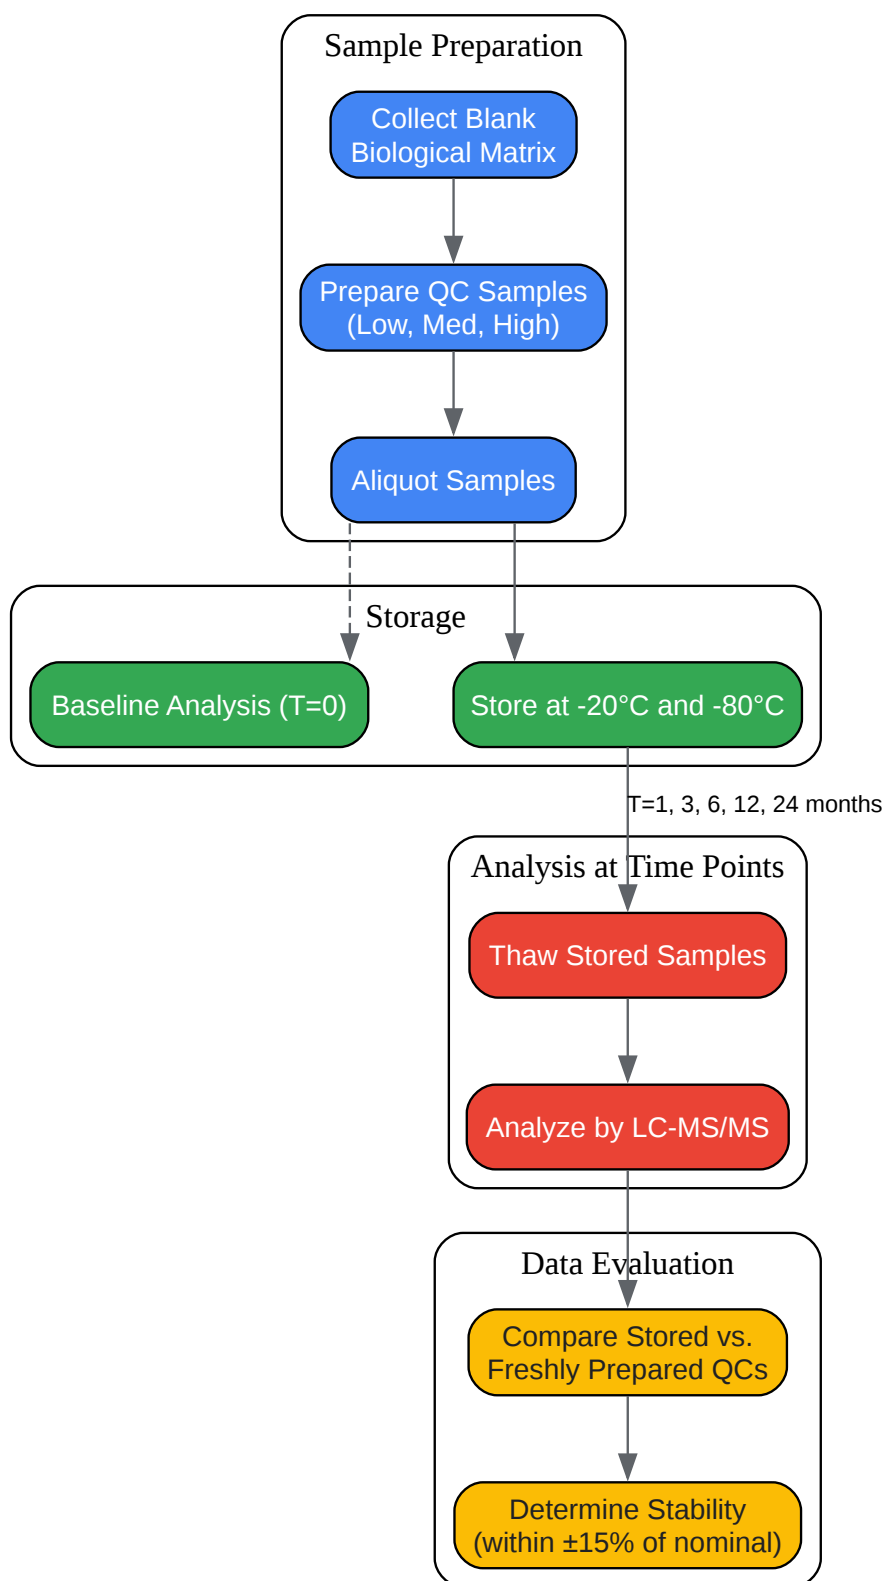 Sample Preparation
Collect Blank
Biological Matrix
Prepare QC Samples
(Low, Med, High)
Aliquot Samples
Storage
Baseline Analysis (T=0)
Store at -20°C and -80°C
T=1, 3, 6, 12, 24 months
Analysis at Time Points
Thaw Stored Samples
Analyze by LC-MS/MS
Data Evaluation
Compare Stored vs.
Freshly Prepared QCs
Determine Stability
(within ±15% of nominal)